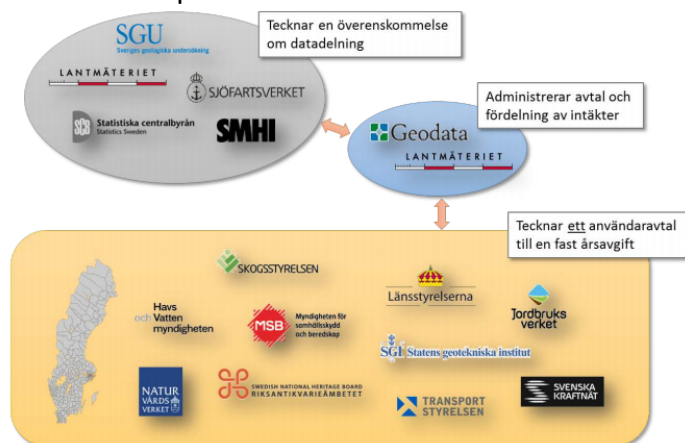 Tecknar en överenskommelse
om datadelning
SGU
Sveriges geologiska undersökning
LANTMÄTERIET
SJÖFARTSVERKET
SCB
Statistiska centralbyrån
Statistics Sweden
SMHI
Administrerar avtal och
fördelning av intäkter
Geodata
LANTMÄTERIET
Tecknar ett användaravtal
till en fast årsavgift
SKOGSSTYRELSEN
Länsstyrelserna
Jordbruks
verket
Havs
och Vatten
myndigheten
MSB
Myndigheten för
samhällsskydd
och beredskap
SGI Statens geotekniska institut
NATUR
VÅRDS
VERKET
SWEDISH NATIONAL HERITAGE BOARD
RIKSANTIKVARIEÄMBETET
TRANSPORT
STYRELSEN
SVENSKA
KRAFTNÄT